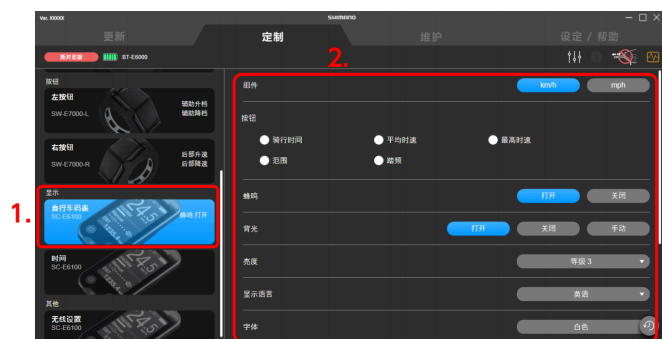 Ver. XXXXX
SHIMANO
更新
定制
维护
设定 / 帮助
断开连接
BT-E6000
2.
按钮
左按钮
SW-E7000-L
辅助升档
辅助降档
右按钮
SW-E7000-R
后部升速
后部降速
显示
1.
自行车码表
SC-E6100
蜂鸣:打开
时间
SC-E6100
其他
无线设置
SC-E6100
组件
km/h
mph
按钮
骑行时间
平均时速
最高时速
范围
踏频
蜂鸣
打开
关闭
背光
打开
关闭
手动
亮度
等级 3
显示语言
英语
字体
白色